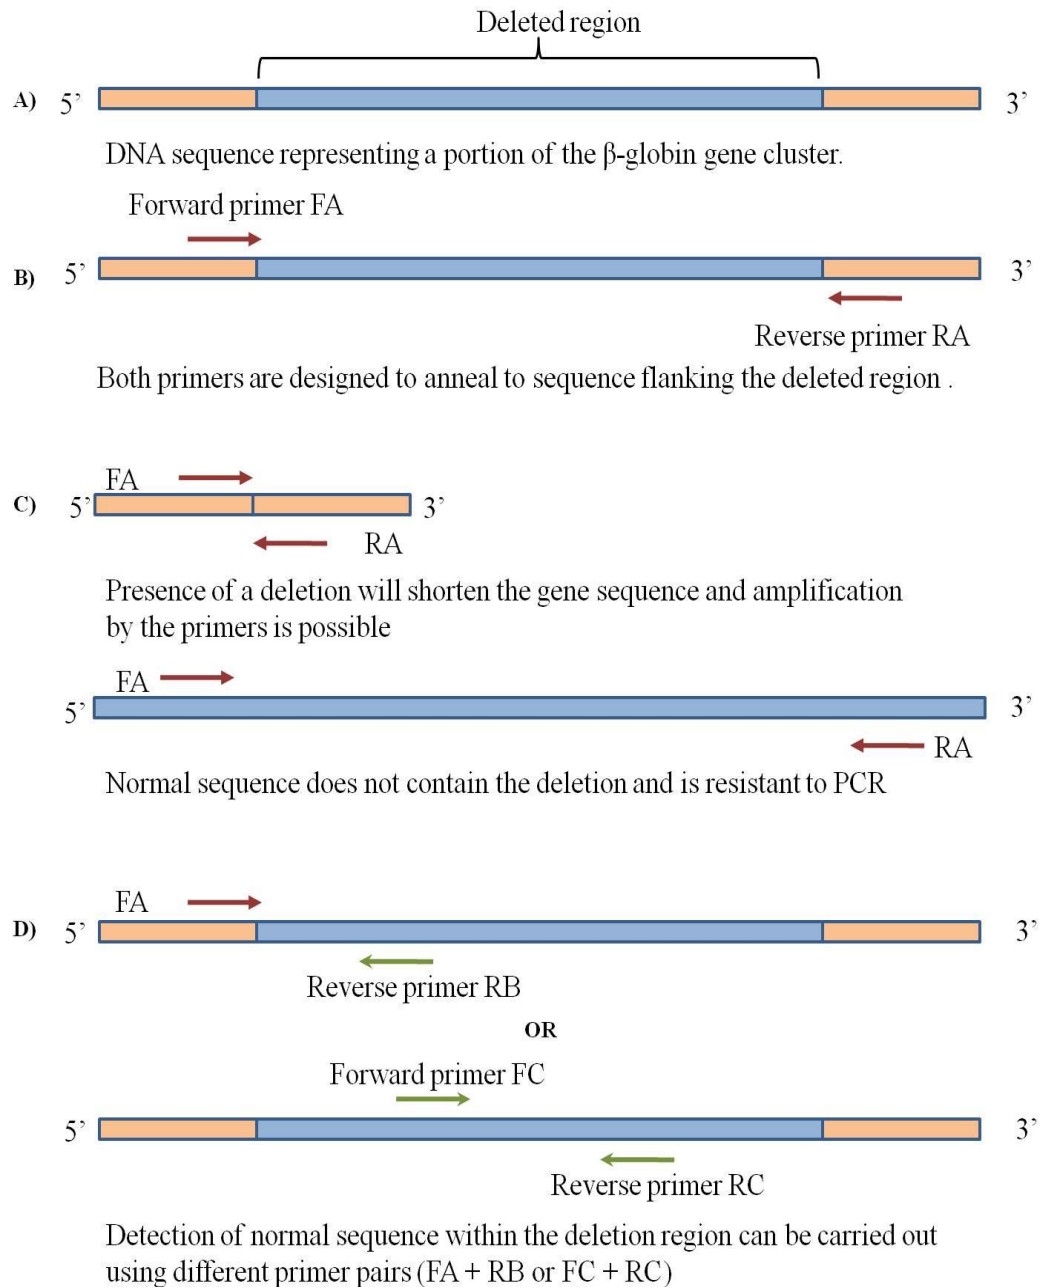 Deleted region
A) 5’ 3’
DNA sequence representing a portion of the β-globin gene cluster.
Forward primer FA
B) 5’ 3’
Reverse primer RA
Both primers are designed to anneal to sequence flanking the deleted region .
FA
C) 5’ 3’
RA
Presence of a deletion will shorten the gene sequence and amplification
by the primers is possible
FA
5’ 3’
RA
Normal sequence does not contain the deletion and is resistant to PCR
FA
D) 5’ 3’
Reverse primer RB
OR
Forward primer FC
5’ 3’
Reverse primer RC
Detection of normal sequence within the deletion region can be carried out
using different primer pairs (FA + RB or FC + RC)